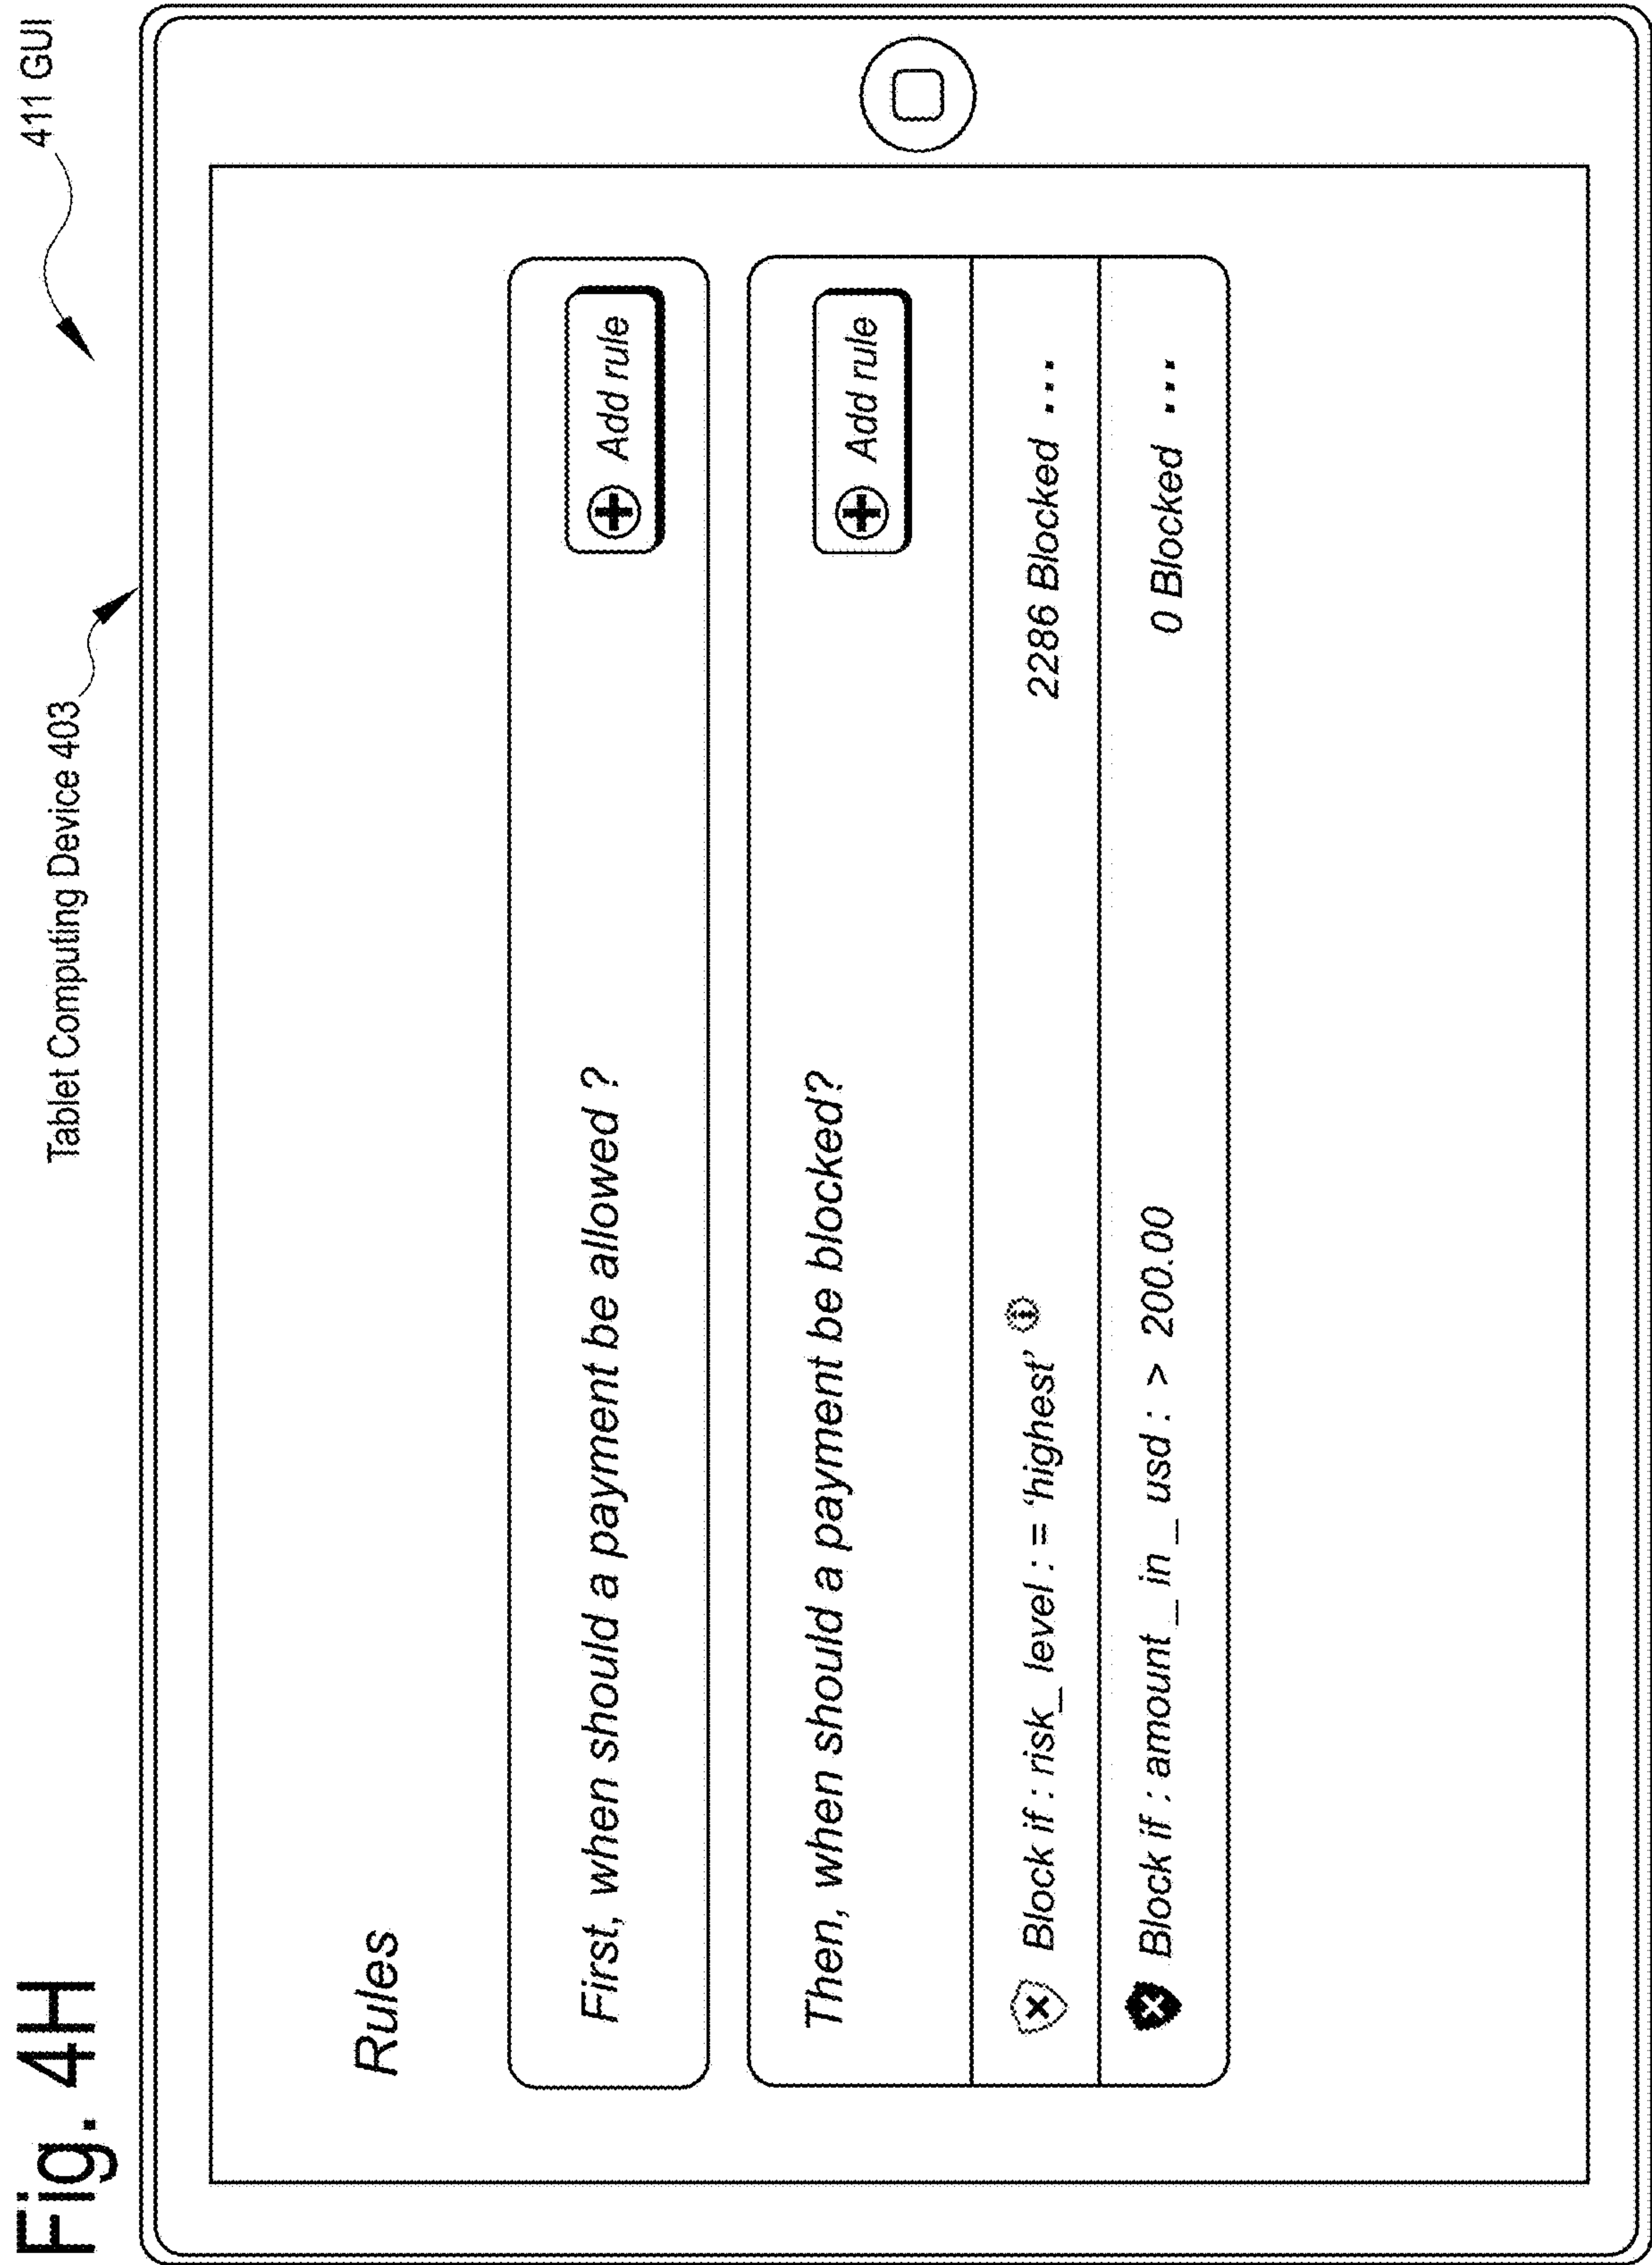 Fig. 4H
Tablet Computing Device 403
411 GUI
Rules
First, when should a payment be allowed ?
Add rule
Then, when should a payment be blocked?
Add rule
Block if : risk_ level : = ‘highest’ i
2286 Blocked ...
Block if : amount _ in _ usd : > 200.00
0 Blocked ...